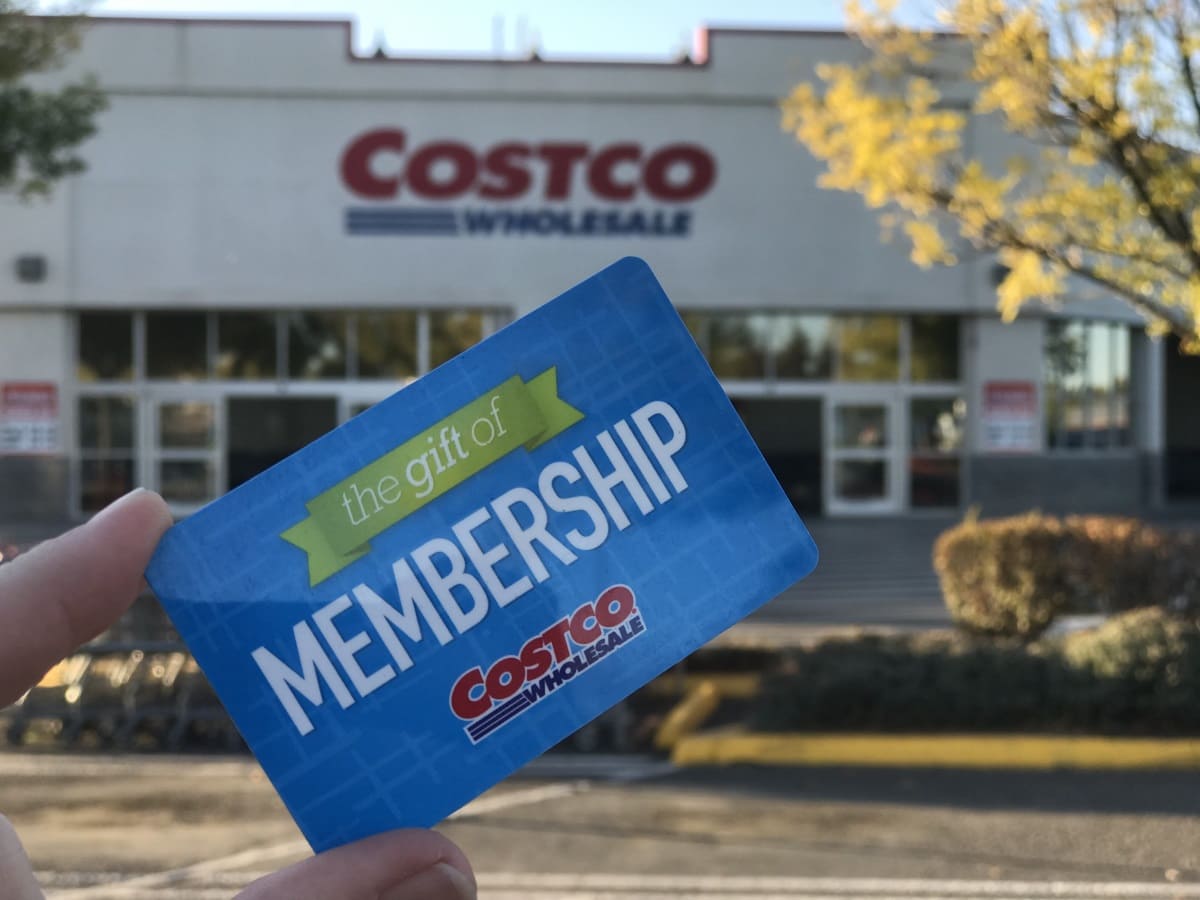 COSTCO
WHOLESALE
the gift of
MEMBERSHIP
COSTCO
WHOLESALE